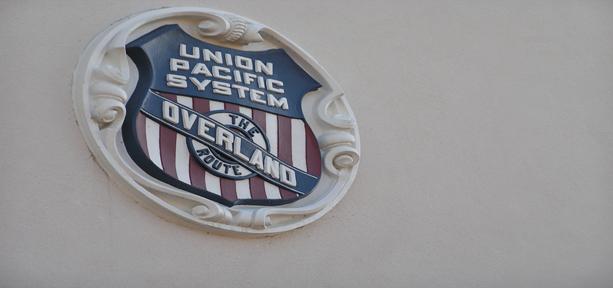 UNION
PACIFIC
SYSTEM
THE
OVERLAND
ROUTE